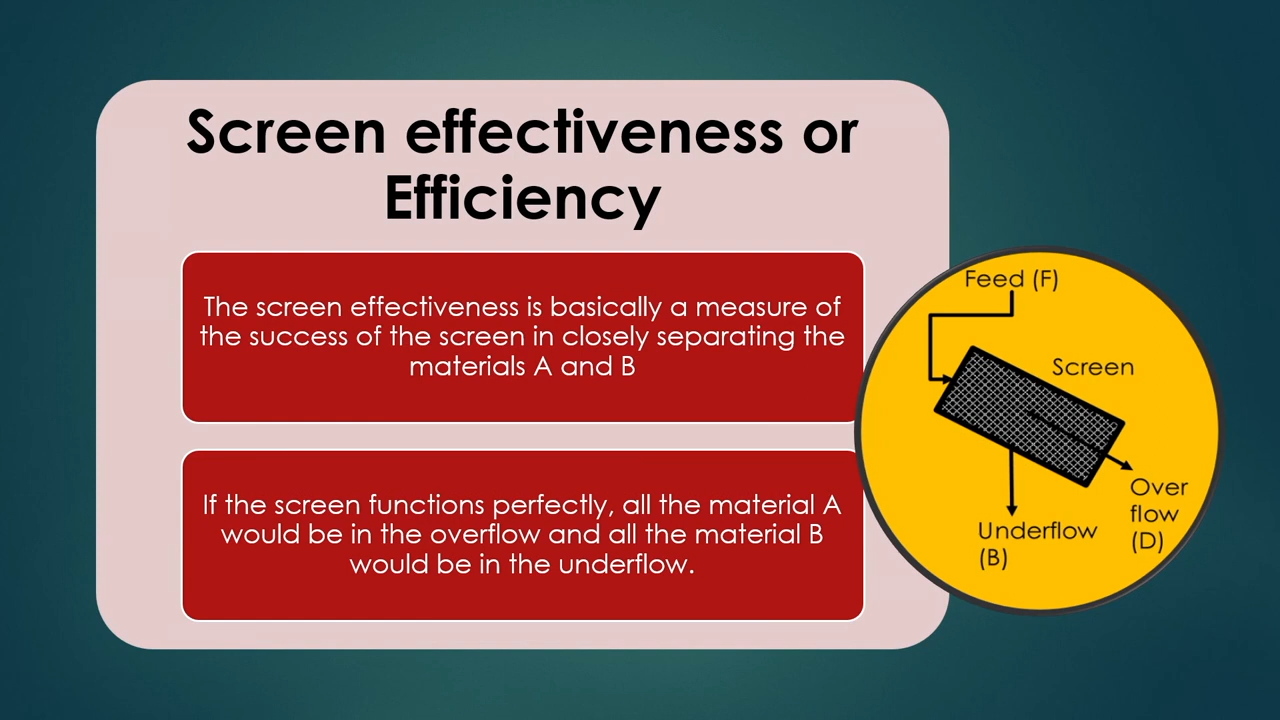 Screen effectiveness or
Efficiency
The screen effectiveness is basically a measure of
the success of the screen in closely separating the
materials A and B
If the screen functions perfectly, all the material A
would be in the overflow and all the material B
would be in the underflow.
Feed (F)
Screen
Over
flow
(D)
Underflow
(B)